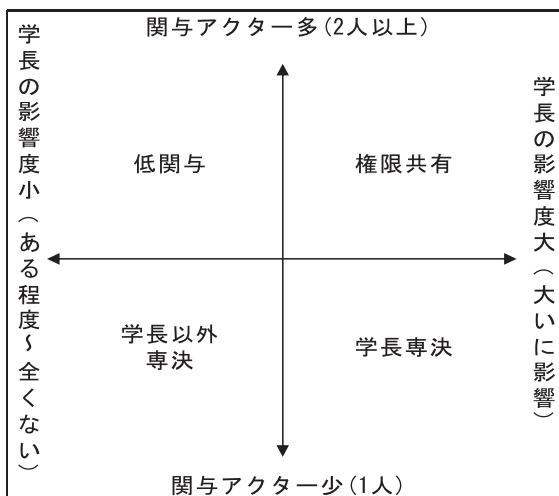 関与アクター多(2人以上)
学長の影響度小(ある程度~全くない)
学長の影響度大(大いに影響)
低関与
権限共有
学長以外
専決
学長専決
関与アクター少(1人)